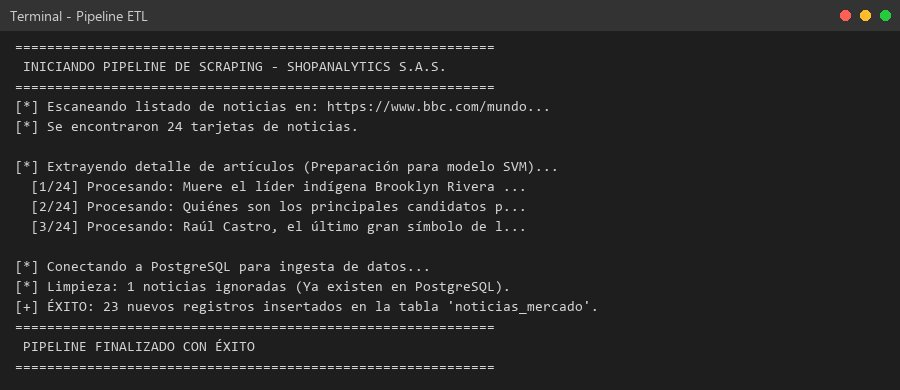 Terminal - Pipeline ETL
============================================================
INICIANDO PIPELINE DE SCRAPING - SHOPANALYTICS S.A.S.
============================================================
[*] Escaneando listado de noticias en: https://www.bbc.com/mundo...
[*] Se encontraron 24 tarjetas de noticias.
[*] Extrayendo detalle de artículos (Preparación para modelo SVM)...
[1/24] Procesando: Muere el líder indígena Brooklyn Rivera ...
[2/24] Procesando: Quiénes son los principales candidatos p...
[3/24] Procesando: Raúl Castro, el último gran símbolo de l...
[*] Conectando a PostgreSQL para ingesta de datos...
[*] Limpieza: 1 noticias ignoradas (Ya existen en PostgreSQL).
[+] ÉXITO: 23 nuevos registros insertados en la tabla 'noticias_mercado'.
============================================================
PIPELINE FINALIZADO CON ÉXITO
============================================================